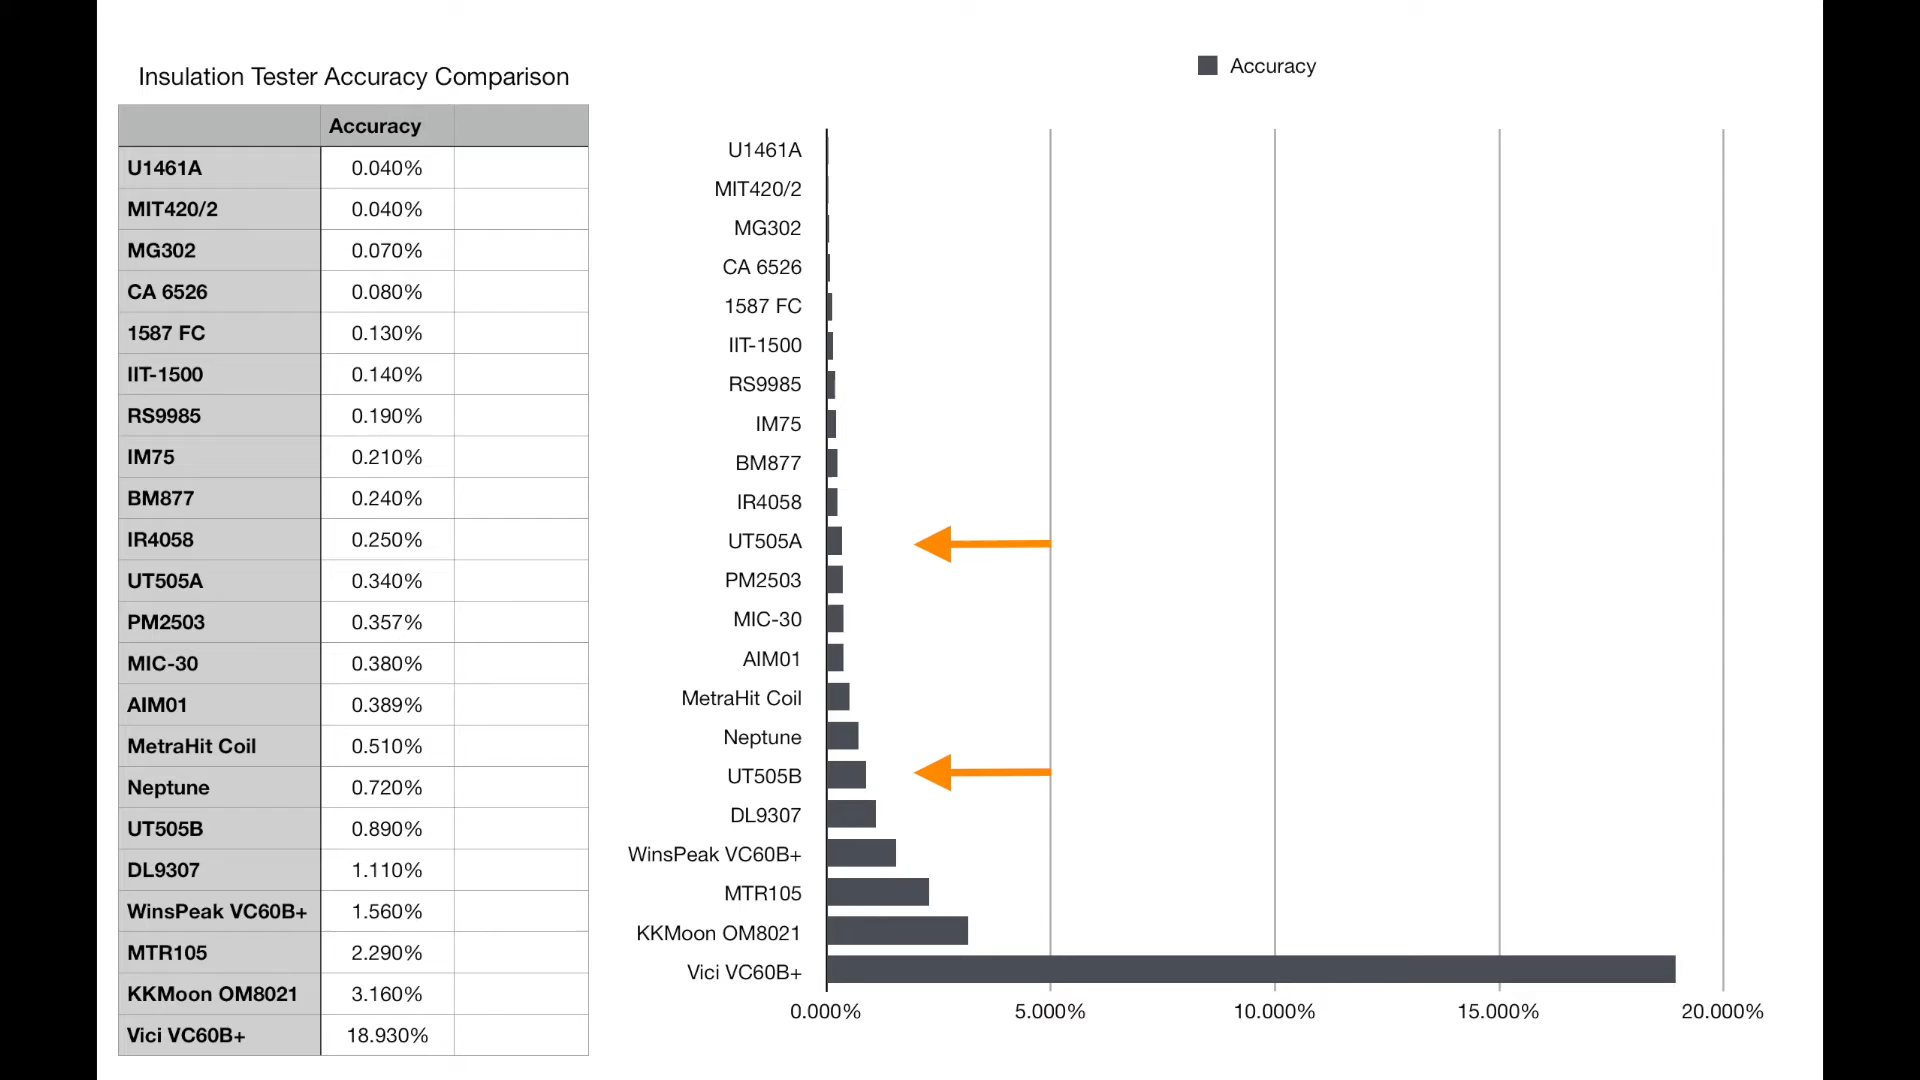 Insulation Tester Accuracy Comparison
Accuracy
U1461A 0.040%
MIT420/2 0.040%
MG302 0.070%
CA 6526 0.080%
1587 FC 0.130%
IIT-1500 0.140%
RS9985 0.190%
IM75 0.210%
BM877 0.240%
IR4058 0.250%
UT505A 0.340%
PM2503 0.357%
MIC-30 0.380%
AIM01 0.389%
MetraHit Coil 0.510%
Neptune 0.720%
UT505B 0.890%
DL9307 1.110%
WinsPeak VC60B+ 1.560%
MTR105 2.290%
KKMoon OM8021 3.160%
Vici VC60B+ 18.930%
Accuracy
U1461A
MIT420/2
MG302
CA 6526
1587 FC
IIT-1500
RS9985
IM75
BM877
IR4058
UT505A
PM2503
MIC-30
AIM01
MetraHit Coil
Neptune
UT505B
DL9307
WinsPeak VC60B+
MTR105
KKMoon OM8021
Vici VC60B+
0.000% 5.000% 10.000% 15.000% 20.000%